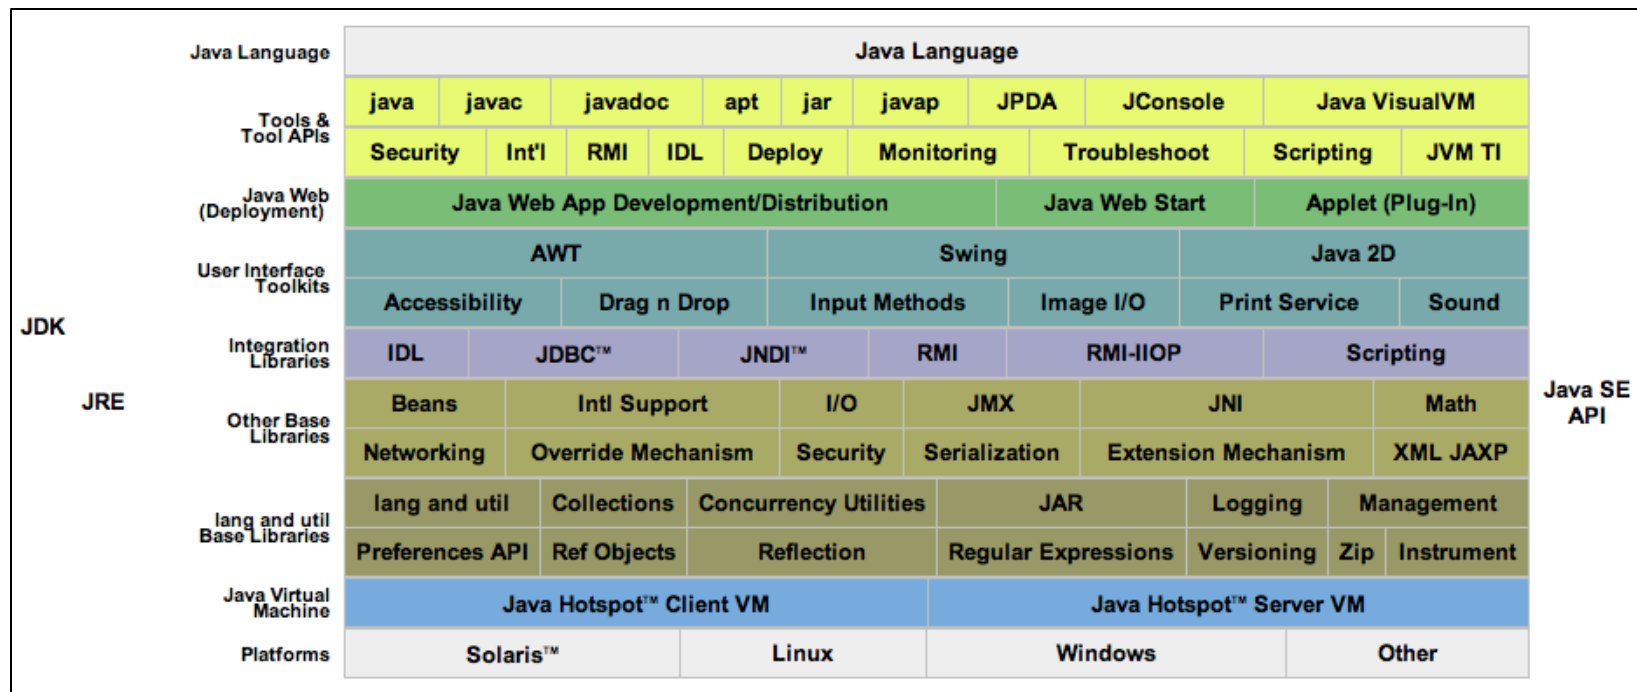 Java Language Java Language
java javac javadoc apt jar javap JPDA JConsole Java VisualVM
Tools &
Tool APIs
Security Int'l RMI IDL Deploy Monitoring Troubleshoot Scripting JVM TI
Java Web
(Deployment)
Java Web App Development/Distribution Java Web Start Applet (Plug-In)
AWT Swing Java 2D
User Interface
Toolkits
Accessibility Drag n Drop Input Methods Image I/O Print Service Sound
JDK
Integration
Libraries
IDL JDBC™ JNDI™ RMI RMI-IIOP Scripting
JRE
Beans Intl Support I/O JMX JNI Math
Java SE
API
Other Base
Libraries
Networking Override Mechanism Security Serialization Extension Mechanism XML JAXP
lang and util Collections Concurrency Utilities JAR Logging Management
lang and util
Base Libraries
Preferences API Ref Objects Reflection Regular Expressions Versioning Zip Instrument
Java Virtual
Machine
Java Hotspot™ Client VM Java Hotspot™ Server VM
Platforms Solaris™ Linux Windows Other